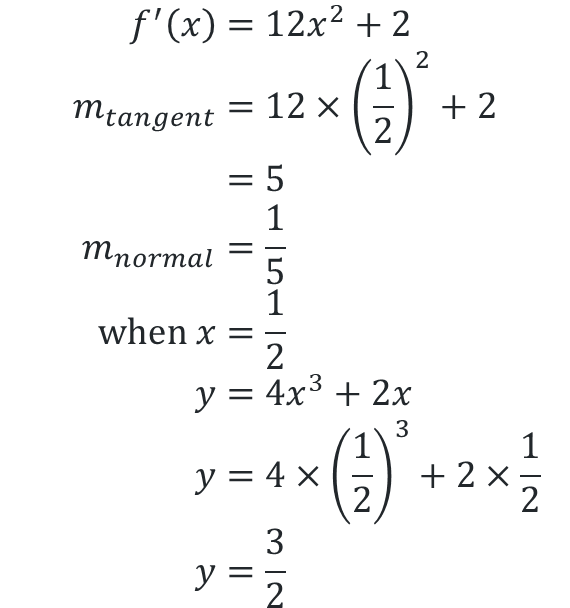 f′(x) = 12x² + 2
m_tangent = 12 × (1/2)² + 2
= 5
m_normal = 1/5
when x = 1/2
y = 4x³ + 2x
y = 4 × (1/2)³ + 2 × 1/2
y = 3/2